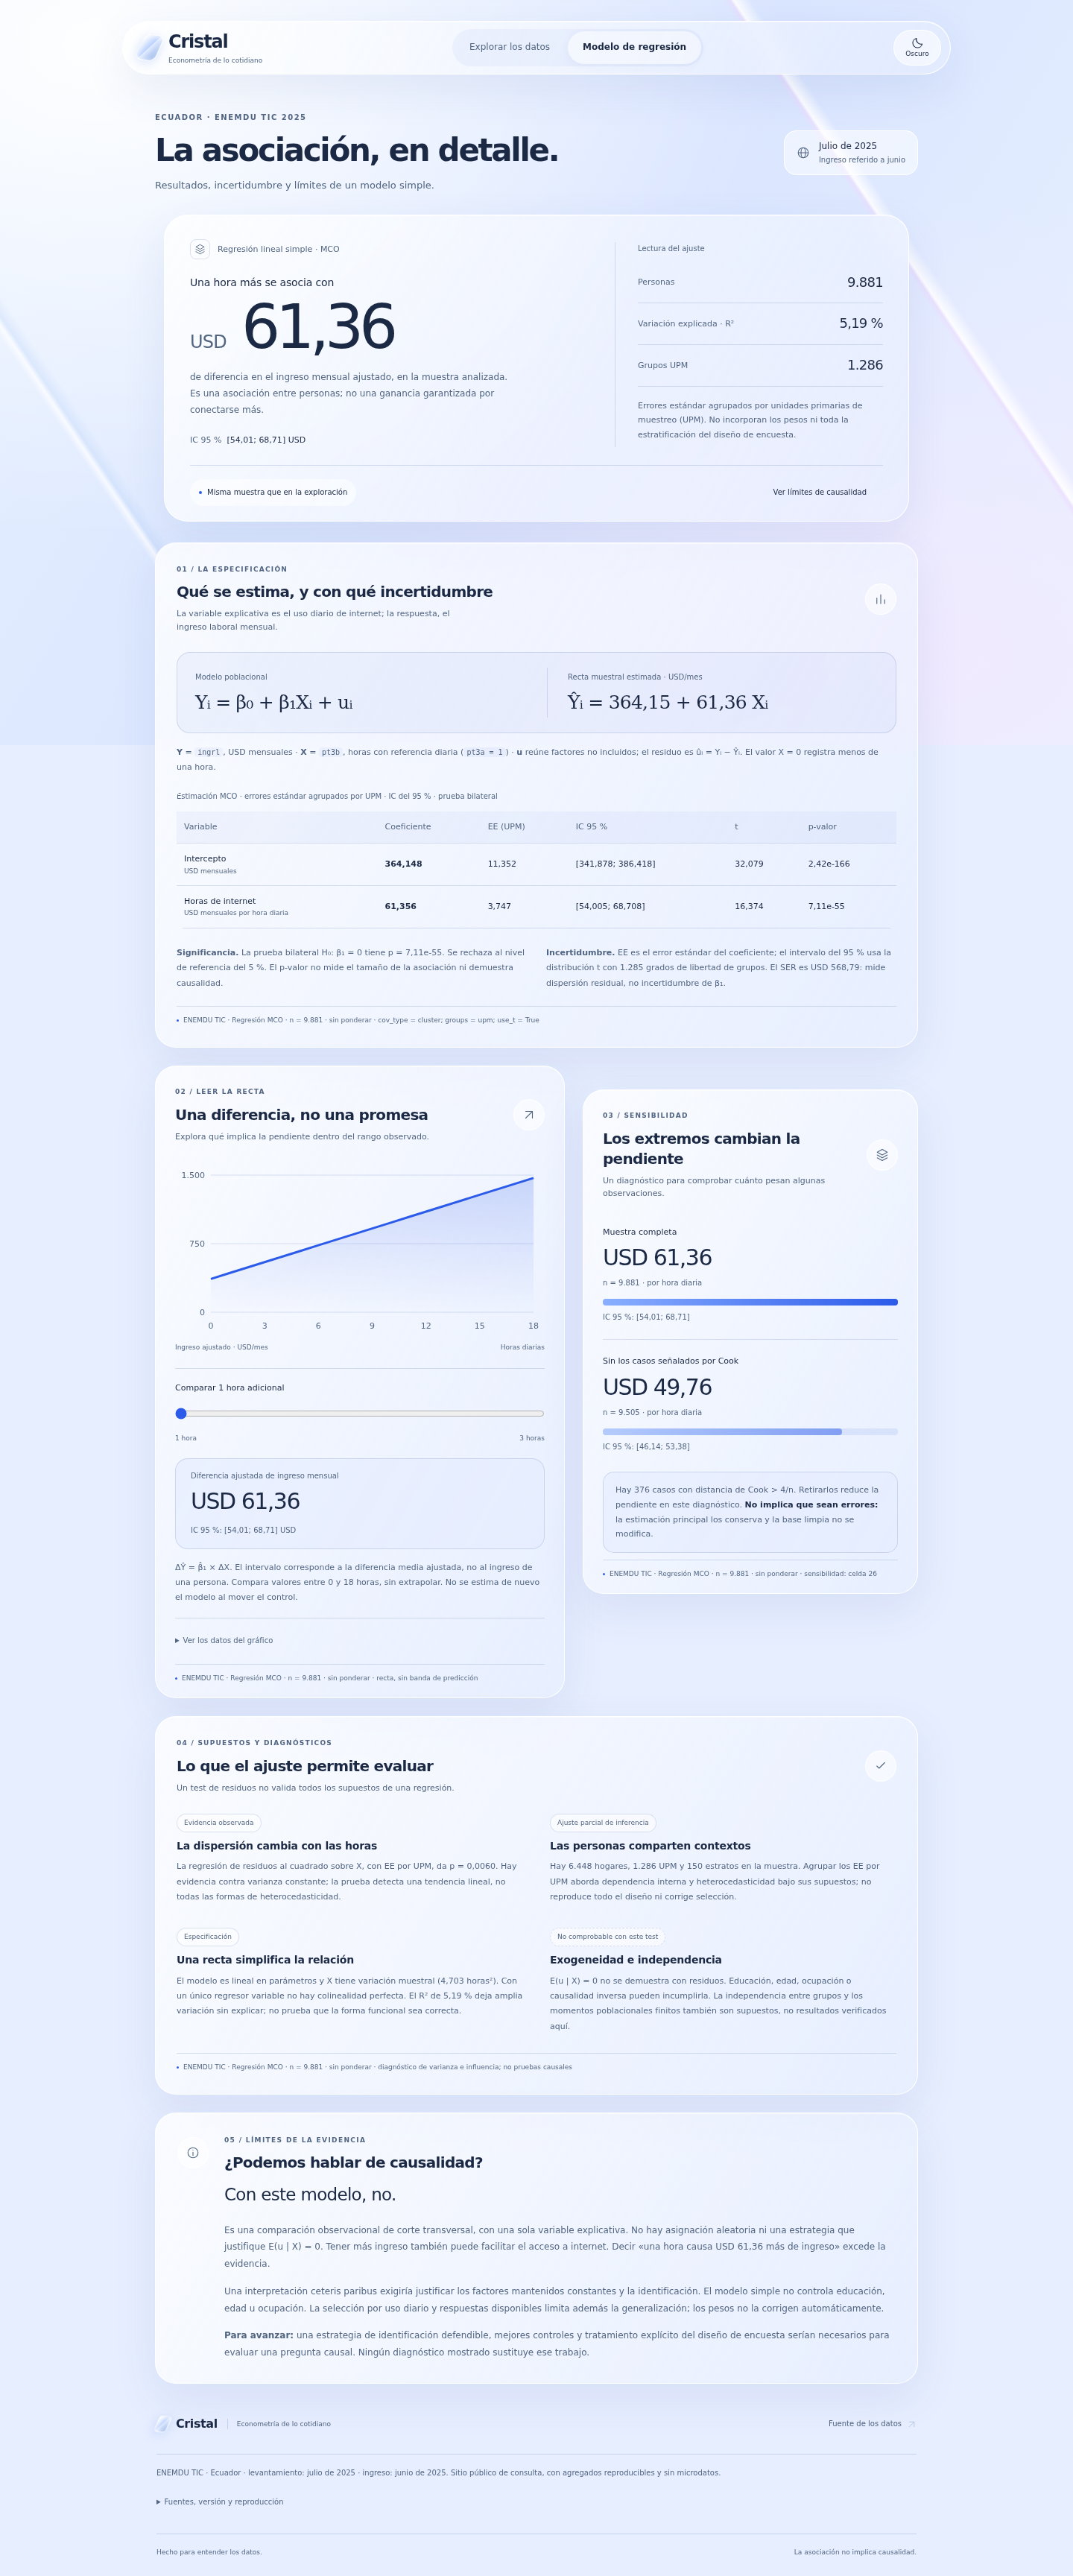 Cristal
Econometría de lo cotidiano
Explorar los datos
Modelo de regresión
Oscuro
ECUADOR · ENEMDU TIC 2025
La asociación, en detalle.
Resultados, incertidumbre y límites de un modelo simple.
Julio de 2025
Ingreso referido a junio
Regresión lineal simple · MCO
Una hora más se asocia con
USD 61,36
de diferencia en el ingreso mensual ajustado, en la muestra analizada.
Es una asociación entre personas; no una ganancia garantizada por
conectarse más.
IC 95 % [54,01; 68,71] USD
Lectura del ajuste
Personas 9.881
Variación explicada · R² 5,19 %
Grupos UPM 1.286
Errores estándar agrupados por unidades primarias de
muestreo (UPM). No incorporan los pesos ni toda la
estratificación del diseño de encuesta.
Misma muestra que en la exploración
Ver límites de causalidad
01 / LA ESPECIFICACIÓN
Qué se estima, y con qué incertidumbre
La variable explicativa es el uso diario de internet; la respuesta, el
ingreso laboral mensual.
Modelo poblacional
Yᵢ = β₀ + β₁Xᵢ + uᵢ
Recta muestral estimada · USD/mes
Ŷᵢ = 364,15 + 61,36 Xᵢ
Y = ingrl, USD mensuales · X = pt3b, horas con referencia diaria (pt3a = 1) · u reúne factores no incluidos; el residuo es ûᵢ = Yᵢ − Ŷᵢ. El valor X = 0 registra menos de
una hora.
Estimación MCO · errores estándar agrupados por UPM · IC del 95 % · prueba bilateral
Variable Coeficiente EE (UPM) IC 95 % t p-valor
Intercepto 364,148 11,352 [341,878; 386,418] 32,079 2,42e-166
USD mensuales
Horas de internet 61,356 3,747 [54,005; 68,708] 16,374 7,11e-55
USD mensuales por hora diaria
Significancia. La prueba bilateral H₀: β₁ = 0 tiene p = 7,11e-55. Se rechaza al nivel
de referencia del 5 %. El p-valor no mide el tamaño de la asociación ni demuestra
causalidad.
Incertidumbre. EE es el error estándar del coeficiente; el intervalo del 95 % usa la
distribución t con 1.285 grados de libertad de grupos. El SER es USD 568,79: mide
dispersión residual, no incertidumbre de β₁.
ENEMDU TIC · Regresión MCO · n = 9.881 · sin ponderar · cov_type = cluster; groups = upm; use_t = True
02 / LEER LA RECTA
Una diferencia, no una promesa
Explora qué implica la pendiente dentro del rango observado.
1.500
750
0
0 3 6 9 12 15 18
Ingreso ajustado · USD/mes
Horas diarias
Comparar 1 hora adicional
1 hora
3 horas
Diferencia ajustada de ingreso mensual
USD 61,36
IC 95 %: [54,01; 68,71] USD
ΔŶ = β̂₁ × ΔX. El intervalo corresponde a la diferencia media ajustada, no al ingreso de
una persona. Compara valores entre 0 y 18 horas, sin extrapolar. No se estima de nuevo
el modelo al mover el control.
Ver los datos del gráfico
ENEMDU TIC · Regresión MCO · n = 9.881 · sin ponderar · recta, sin banda de predicción
03 / SENSIBILIDAD
Los extremos cambian la
pendiente
Un diagnóstico para comprobar cuánto pesan algunas
observaciones.
Muestra completa
USD 61,36
n = 9.881 · por hora diaria
IC 95 %: [54,01; 68,71]
Sin los casos señalados por Cook
USD 49,76
n = 9.505 · por hora diaria
IC 95 %: [46,14; 53,38]
Hay 376 casos con distancia de Cook > 4/n. Retirarlos reduce la
pendiente en este diagnóstico. No implica que sean errores:
la estimación principal los conserva y la base limpia no se
modifica.
ENEMDU TIC · Regresión MCO · n = 9.881 · sin ponderar · sensibilidad: celda 26
04 / SUPUESTOS Y DIAGNÓSTICOS
Lo que el ajuste permite evaluar
Un test de residuos no valida todos los supuestos de una regresión.
Evidencia observada
La dispersión cambia con las horas
La regresión de residuos al cuadrado sobre X, con EE por UPM, da p = 0,0060. Hay
evidencia contra varianza constante; la prueba detecta una tendencia lineal, no
todas las formas de heterocedasticidad.
Ajuste parcial de inferencia
Las personas comparten contextos
Hay 6.448 hogares, 1.286 UPM y 150 estratos en la muestra. Agrupar los EE por
UPM aborda dependencia interna y heterocedasticidad bajo sus supuestos; no
reproduce todo el diseño ni corrige selección.
Especificación
Una recta simplifica la relación
El modelo es lineal en parámetros y X tiene variación muestral (4,703 horas²). Con
un único regresor variable no hay colinealidad perfecta. El R² de 5,19 % deja amplia
variación sin explicar; no prueba que la forma funcional sea correcta.
No comprobable con este test
Exogeneidad e independencia
E(u | X) = 0 no se demuestra con residuos. Educación, edad, ocupación o
causalidad inversa pueden incumplirla. La independencia entre grupos y los
momentos poblacionales finitos también son supuestos, no resultados verificados
aquí.
ENEMDU TIC · Regresión MCO · n = 9.881 · sin ponderar · diagnóstico de varianza e influencia; no pruebas causales
05 / LÍMITES DE LA EVIDENCIA
¿Podemos hablar de causalidad?
Con este modelo, no.
Es una comparación observacional de corte transversal, con una sola variable explicativa. No hay asignación aleatoria ni una estrategia que
justifique E(u | X) = 0. Tener más ingreso también puede facilitar el acceso a internet. Decir «una hora causa USD 61,36 más de ingreso» excede la
evidencia.
Una interpretación ceteris paribus exigiría justificar los factores mantenidos constantes y la identificación. El modelo simple no controla educación,
edad u ocupación. La selección por uso diario y respuestas disponibles limita además la generalización; los pesos no la corrigen automáticamente.
Para avanzar: una estrategia de identificación defendible, mejores controles y tratamiento explícito del diseño de encuesta serían necesarios para
evaluar una pregunta causal. Ningún diagnóstico mostrado sustituye ese trabajo.
Cristal
Econometría de lo cotidiano
Fuente de los datos
ENEMDU TIC · Ecuador · levantamiento: julio de 2025 · ingreso: junio de 2025. Sitio público de consulta, con agregados reproducibles y sin microdatos.
Fuentes, versión y reproducción
Hecho para entender los datos.
La asociación no implica causalidad.